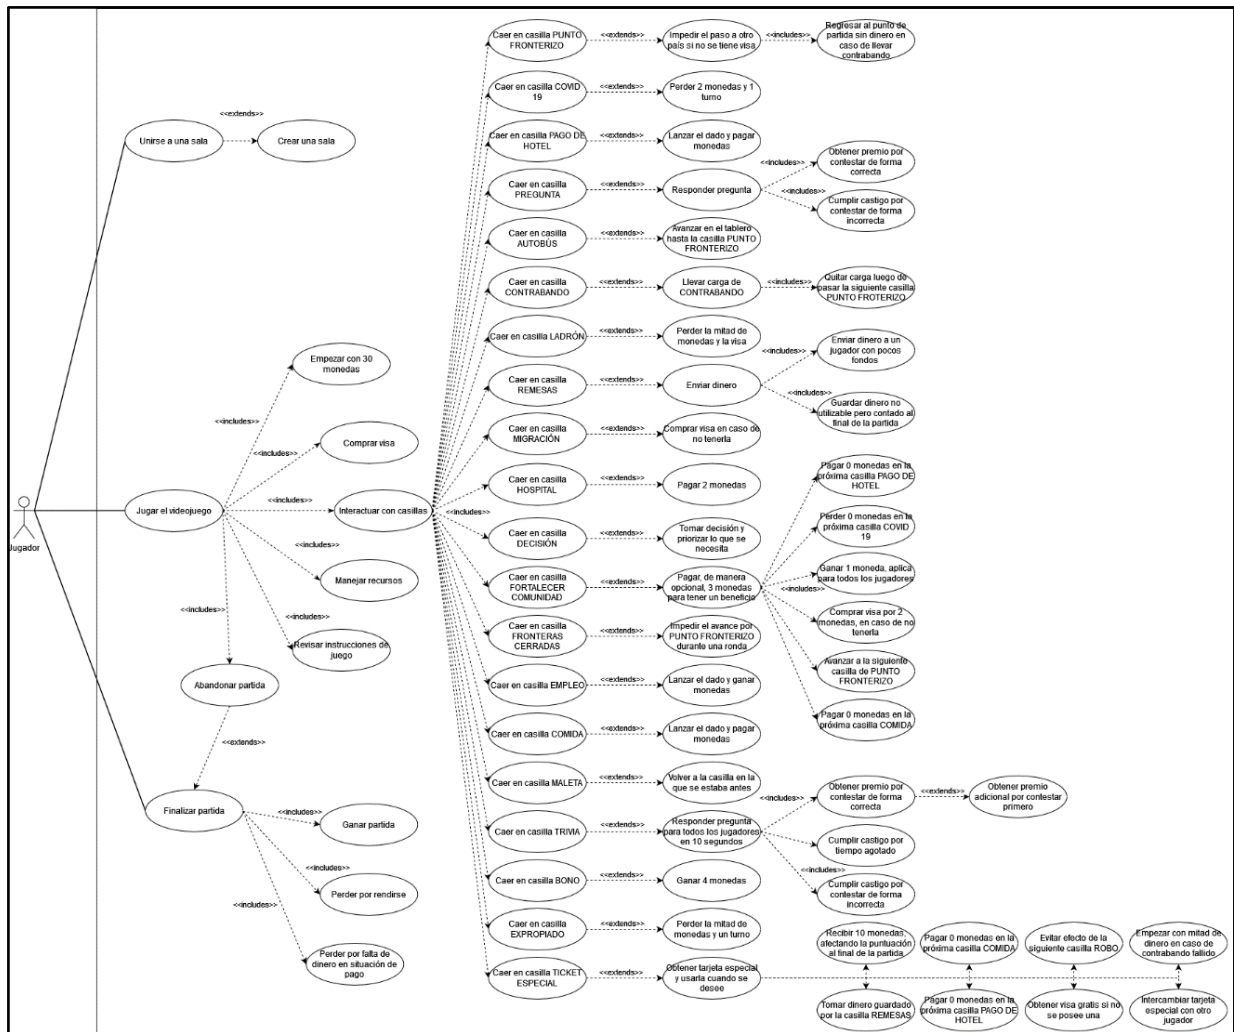 Jugador
Unirse a una sala
<<extends>>
Crear una sala
Jugar el videojuego
<<includes>>
Empezar con 30
monedas
<<includes>>
Comprar visa
<<includes>>
Interactuar con casillas
<<includes>>
Manejar recursos
<<includes>>
Revisar instrucciones de
juego
<<includes>>
Abandonar partida
<<extends>>
Finalizar partida
<<includes>>
Ganar partida
<<includes>>
Perder por rendirse
<<includes>>
Perder por falta de
dinero en situación de
pago
<<includes>>
Caer en casilla PUNTO
FRONTERIZO
<<extends>>
Impedir el paso a otro
país si no se tiene visa
<<includes>>
Regresar al punto de
partida sin dinero en
caso de llevar
contrabando
Caer en casilla COVID
19
<<extends>>
Perder 2 monedas y 1
turno
Caer en casilla PAGO DE
HOTEL
<<extends>>
Lanzar el dado y pagar
monedas
Caer en casilla
PREGUNTA
<<extends>>
Responder pregunta
<<includes>>
Obtener premio por
contestar de forma
correcta
<<includes>>
Cumplir castigo por
contestar de forma
incorrecta
Caer en casilla
AUTOBÚS
<<extends>>
Avanzar en el tablero
hasta la casilla PUNTO
FRONTERIZO
Caer en casilla
CONTRABANDO
<<extends>>
Llevar carga de
CONTRABANDO
<<includes>>
Quitar carga luego de
pasar la siguiente casilla
PUNTO FROTERIZO
Caer en casilla LADRÓN
<<extends>>
Perder la mitad de
monedas y la visa
Caer en casilla
REMESAS
<<extends>>
Enviar dinero
<<includes>>
Enviar dinero a un
jugador con pocos
fondos
<<includes>>
Guardar dinero no
utilizable pero contado al
final de la partida
Caer en casilla
MIGRACIÓN
<<extends>>
Comprar visa en caso de
no tenerla
Caer en casilla
HOSPITAL
<<extends>>
Pagar 2 monedas
Caer en casilla
DECISIÓN
<<extends>>
Tomar decisión y
priorizar lo que se
necesita
Caer en casilla
FORTALECER
COMUNIDAD
<<extends>>
Pagar, de manera
opcional, 3 monedas
para tener un beneficio
<<includes>>
Pagar 0 monedas en la
próxima casilla PAGO DE
HOTEL
Perder 0 monedas en la
próxima casilla COVID
19
Ganar 1 moneda, aplica
para todos los jugadores
Comprar visa por 2
monedas, en caso de no
tenerla
Avanzar a la siguiente
casilla de PUNTO
FRONTERIZO
Pagar 0 monedas en la
próxima casilla COMIDA
Caer en casilla
FRONTERAS
CERRADAS
<<extends>>
Impedir el avance por
PUNTO FRONTERIZO
durante una ronda
Caer en casilla EMPLEO
<<extends>>
Lanzar el dado y ganar
monedas
Caer en casilla COMIDA
<<extends>>
Lanzar el dado y pagar
monedas
Caer en casilla MALETA
<<extends>>
Volver a la casilla en la
que se estaba antes
Caer en casilla TRIVIA
<<extends>>
Responder pregunta
para todos los jugadores
en 10 segundos
<<includes>>
Obtener premio por
contestar de forma
correcta
<<extends>>
Obtener premio
adicional por contestar
primero
Cumplir castigo por
tiempo agotado
<<includes>>
Cumplir castigo por
contestar de forma
incorrecta
Caer en casilla BONO
<<extends>>
Ganar 4 monedas
Caer en casilla
EXPROPIADO
<<extends>>
Perder la mitad de
monedas y un turno
Caer en casilla TICKET
ESPECIAL
<<extends>>
Obtener tarjeta especial
y usarla cuando se
desee
Recibir 10 monedas,
afectando la puntuación
al final de la partida
Pagar 0 monedas en la
próxima casilla COMIDA
Evitar efecto de la
siguiente casilla ROBO
Empezar con mitad de
dinero en caso de
contrabando fallido
Tomar dinero guardado
por la casilla REMESAS
Pagar 0 monedas en la
próxima casilla PAGO DE
HOTEL
Obtener visa gratis si no
se posee una
Intercambiar tarjeta
especial con otro
jugador